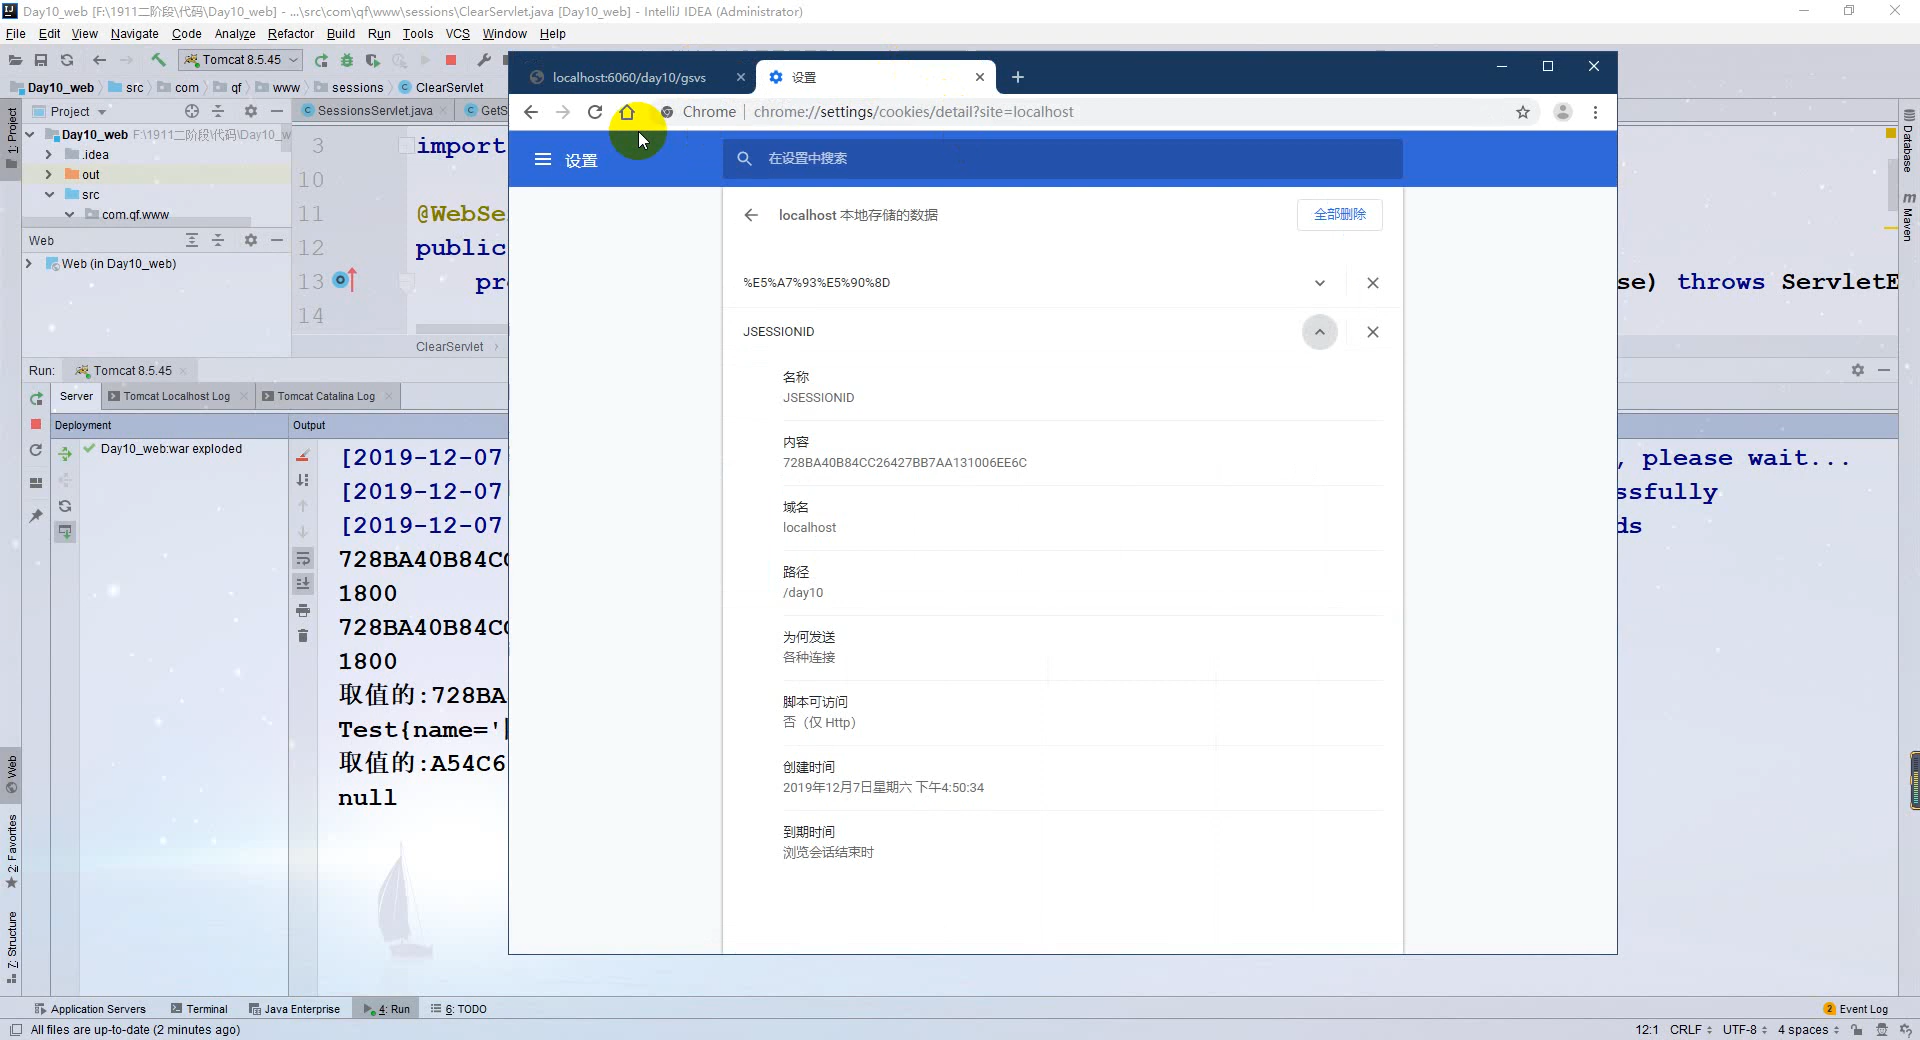 Day10_web [F:\1911二阶段\代码\Day10_web] - ...\src\com\qf\www\sessions\ClearServlet.java [Day10_web] - IntelliJ IDEA (Administrator)
File Edit View Navigate Code Analyze Refactor Build Run Tools VCS Window Help
Tomcat 8.5.45
Day10_web src com qf www sessions ClearServlet
1: Project
Project
SessionsServlet.java
GetS
Day10_web F:\1911二阶段\代码\Day10_w
.idea
out
src
com.qf.www
Web
Web (in Day10_web)
3
10
11
12
13
14
import
@WebSe
public
pr
ClearServlet
se) throws ServletE
Database
Maven
localhost:6060/day10/gsvs
设置
Chrome chrome://settings/cookies/detail?site=localhost
设置
在设置中搜索
localhost 本地存储的数据
全部删除
%E5%A7%93%E5%90%8D
JSESSIONID
名称
JSESSIONID
内容
728BA40B84CC26427BB7AA131006EE6C
域名
localhost
路径
/day10
为何发送
各种连接
脚本可访问
否（仅 Http）
创建时间
2019年12月7日星期六 下午4:50:34
到期时间
浏览会话结束时
Run: Tomcat 8.5.45
Server Tomcat Localhost Log Tomcat Catalina Log
Deployment
Output
Day10_web:war exploded
[2019-12-07
[2019-12-07
[2019-12-07
728BA40B84C
1800
728BA40B84C
1800
取值的:728BA
Test{name='
取值的:A54C6
null
, please wait...
ssfully
ds
Web
2: Favorites
7: Structure
Application Servers Terminal Java Enterprise 4: Run 6: TODO
2 Event Log
All files are up-to-date (2 minutes ago)
12:1 CRLF UTF-8 4 spaces